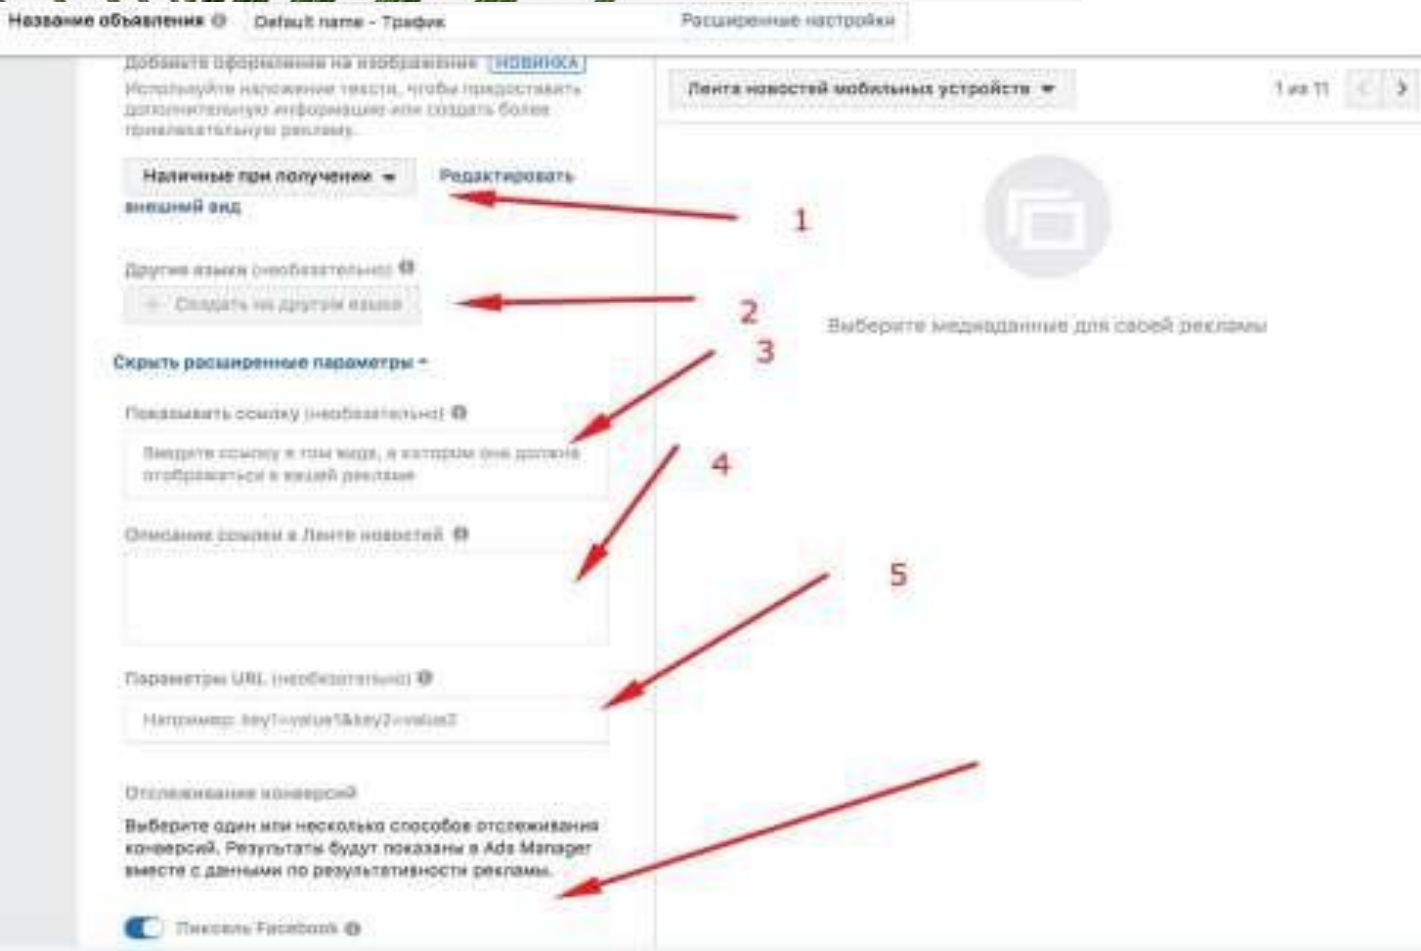 Название объявления
Default name - Трафик
Расширенные настройки
Добавьте оформление на изображение НОВИНКА
Используйте наложение текста, чтобы предоставить
дополнительную информацию или создать более
привлекательную рекламу.
Наличные при получении
Редактировать
внешний вид
1
Другие языки (необязательно)
+ Создать на другом языке
2
Скрыть расширенные параметры
3
Показывать ссылку (необязательно)
Введите ссылку в том виде, в котором она должна
отображаться в вашей рекламе
4
Описание ссылки в Ленте новостей
5
Параметры URL (необязательно)
Например: key1=value1&key2=value2
Отслеживание конверсий
Выберите один или несколько способов отслеживания
конверсий. Результаты будут показаны в Ads Manager
вместе с данными по результативности рекламы.
Пиксель Facebook
Лента новостей мобильных устройств
1 из 11
Выберите медиаданные для своей рекламы